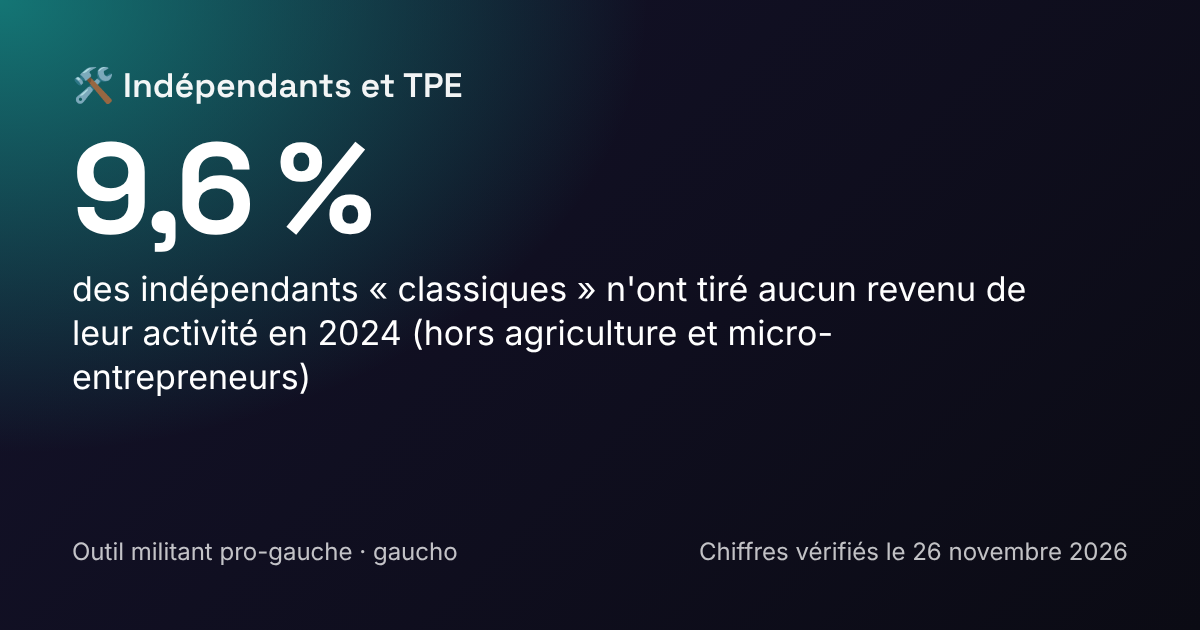 🛠️ Indépendants et TPE
9,6 %
des indépendants « classiques » n'ont tiré aucun revenu de
leur activité en 2024 (hors agriculture et micro-
entrepreneurs)
Outil militant pro-gauche · gaucho
Chiffres vérifiés le 26 novembre 2026